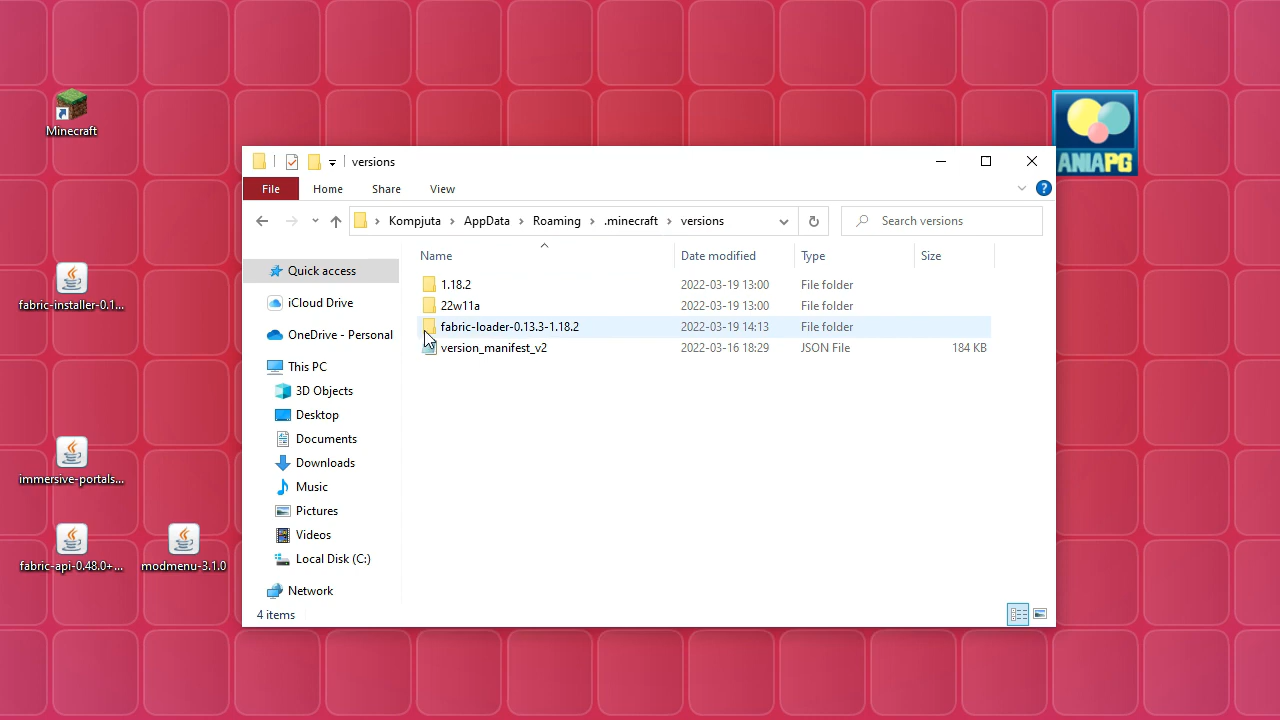 Minecraft
fabric-installer-0.1...
immersive-portals...
fabric-api-0.48.0+...
modmenu-3.1.0
ANIAPG
versions
File Home Share View
Kompjuta AppData Roaming .minecraft versions
Search versions
Name Date modified Type Size
1.18.2 2022-03-19 13:00 File folder
22w11a 2022-03-19 13:00 File folder
fabric-loader-0.13.3-1.18.2 2022-03-19 14:13 File folder
version_manifest_v2 2022-03-16 18:29 JSON File 184 KB
Quick access
iCloud Drive
OneDrive - Personal
This PC
3D Objects
Desktop
Documents
Downloads
Music
Pictures
Videos
Local Disk (C:)
Network
4 items